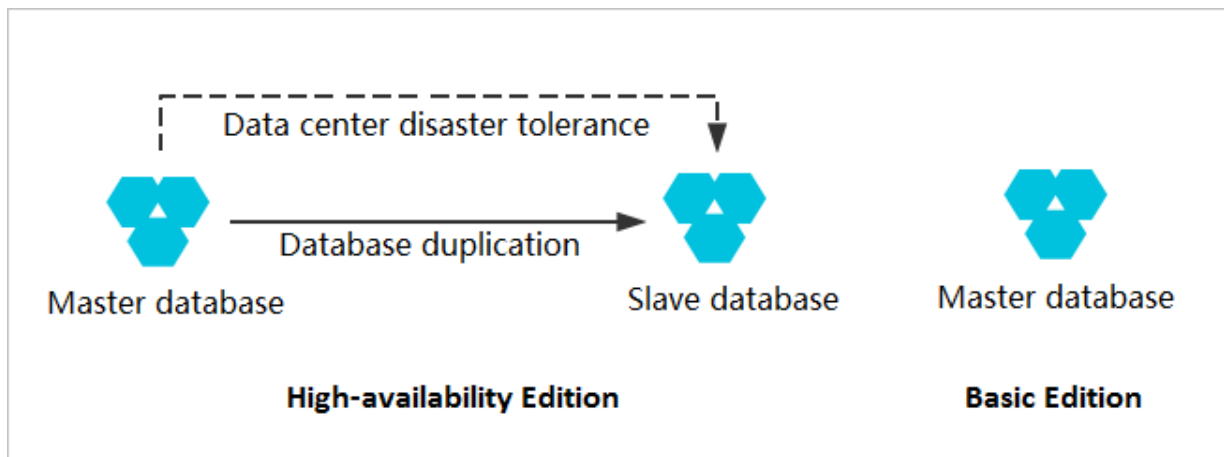 Data center disaster tolerance
Database duplication
Master database
Slave database
Master database
High-availability Edition
Basic Edition